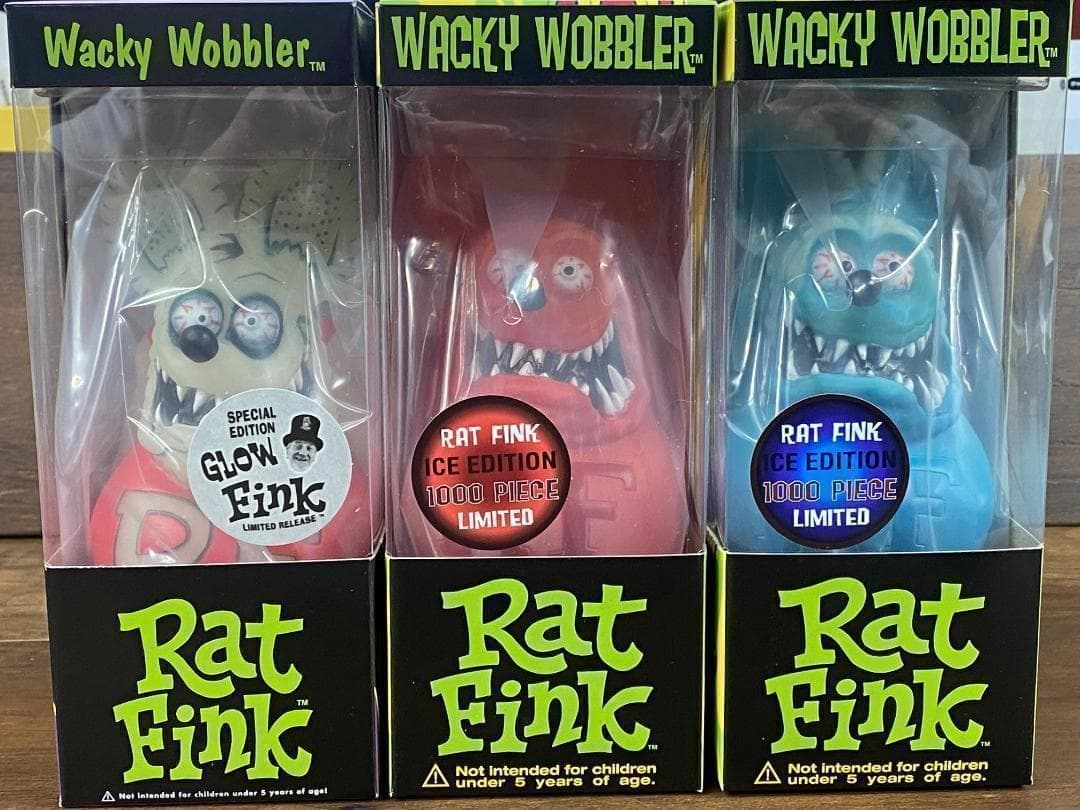 Wacky Wobbler™
SPECIAL
EDITION
GLOW
Fink
LIMITED RELEASE™
R F
Rat
Fink™
⚠ Not intended for children under 5 years of age!
WACKY WOBBLER™
RAT FINK
ICE EDITION
1000 PIECE
LIMITED
Rat
Fink™
⚠ Not intended for children
under 5 years of age.
WACKY WOBBLER™
RAT FINK
ICE EDITION
1000 PIECE
LIMITED
Rat
Fink™
⚠ Not intended for children
under 5 years of age.